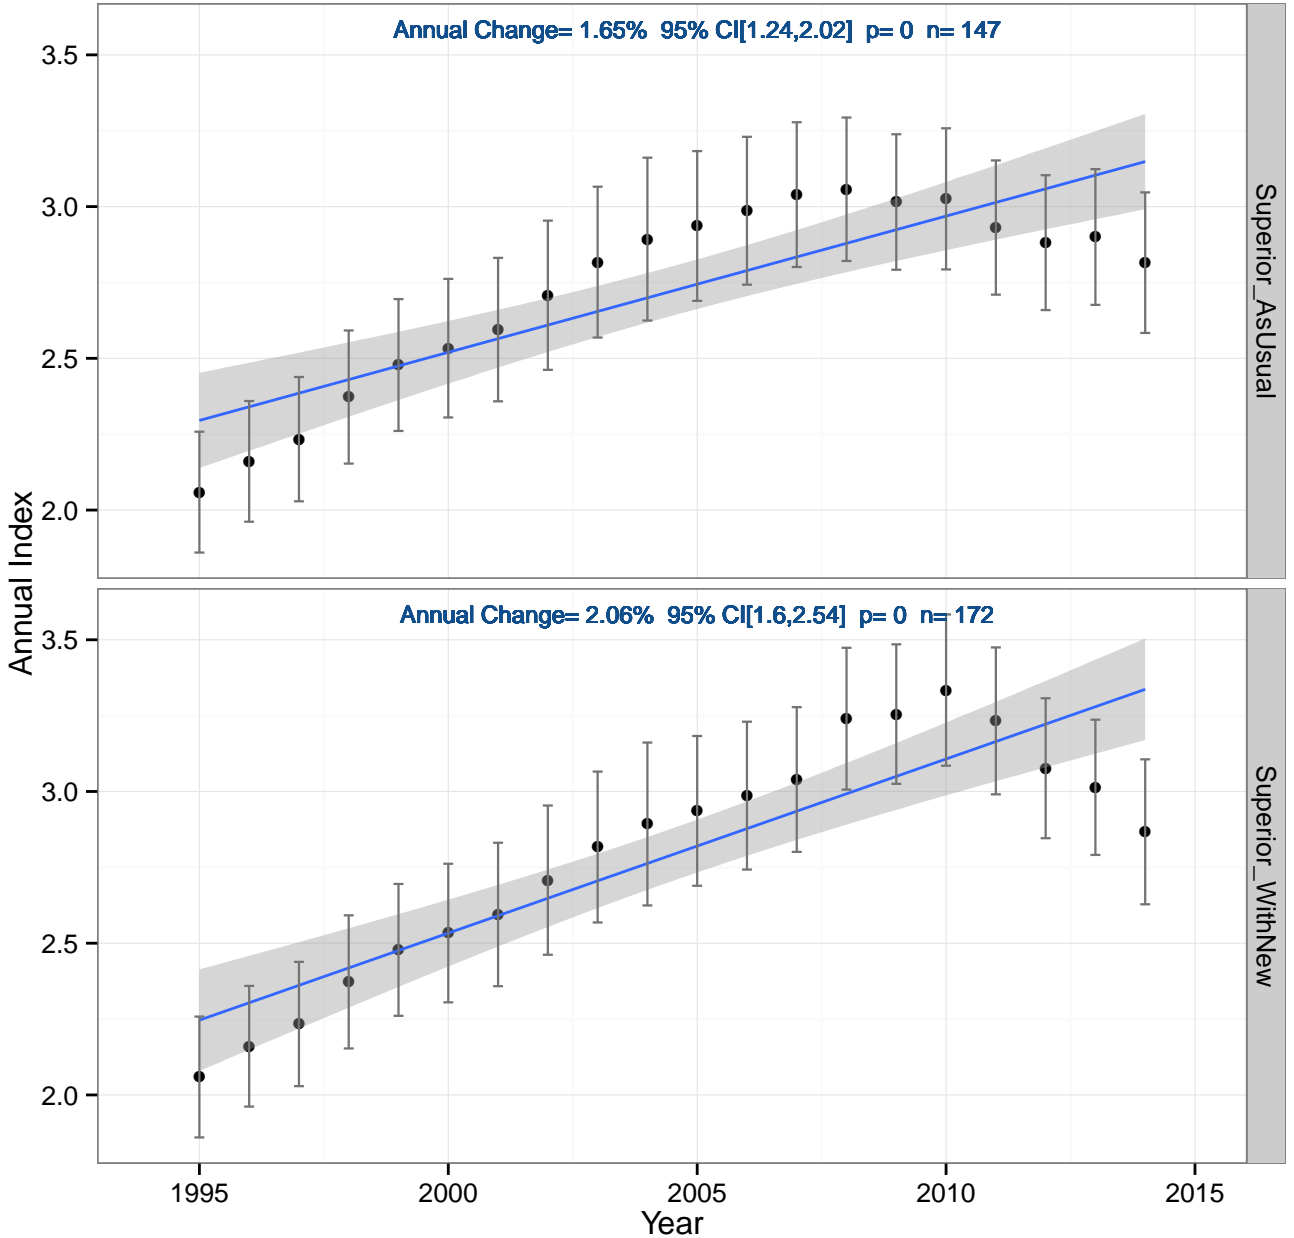 Annual Change= 1.65%  95% CI[1.24,2.02]  p= 0  n= 147
3.5
3.0
2.5
2.0
Superior_AsUsual
Annual Index
Annual Change= 2.06%  95% CI[1.6,2.54]  p= 0  n= 172
3.5
3.0
2.5
2.0
Superior_WithNew
1995 2000 2005 2010 2015
Year